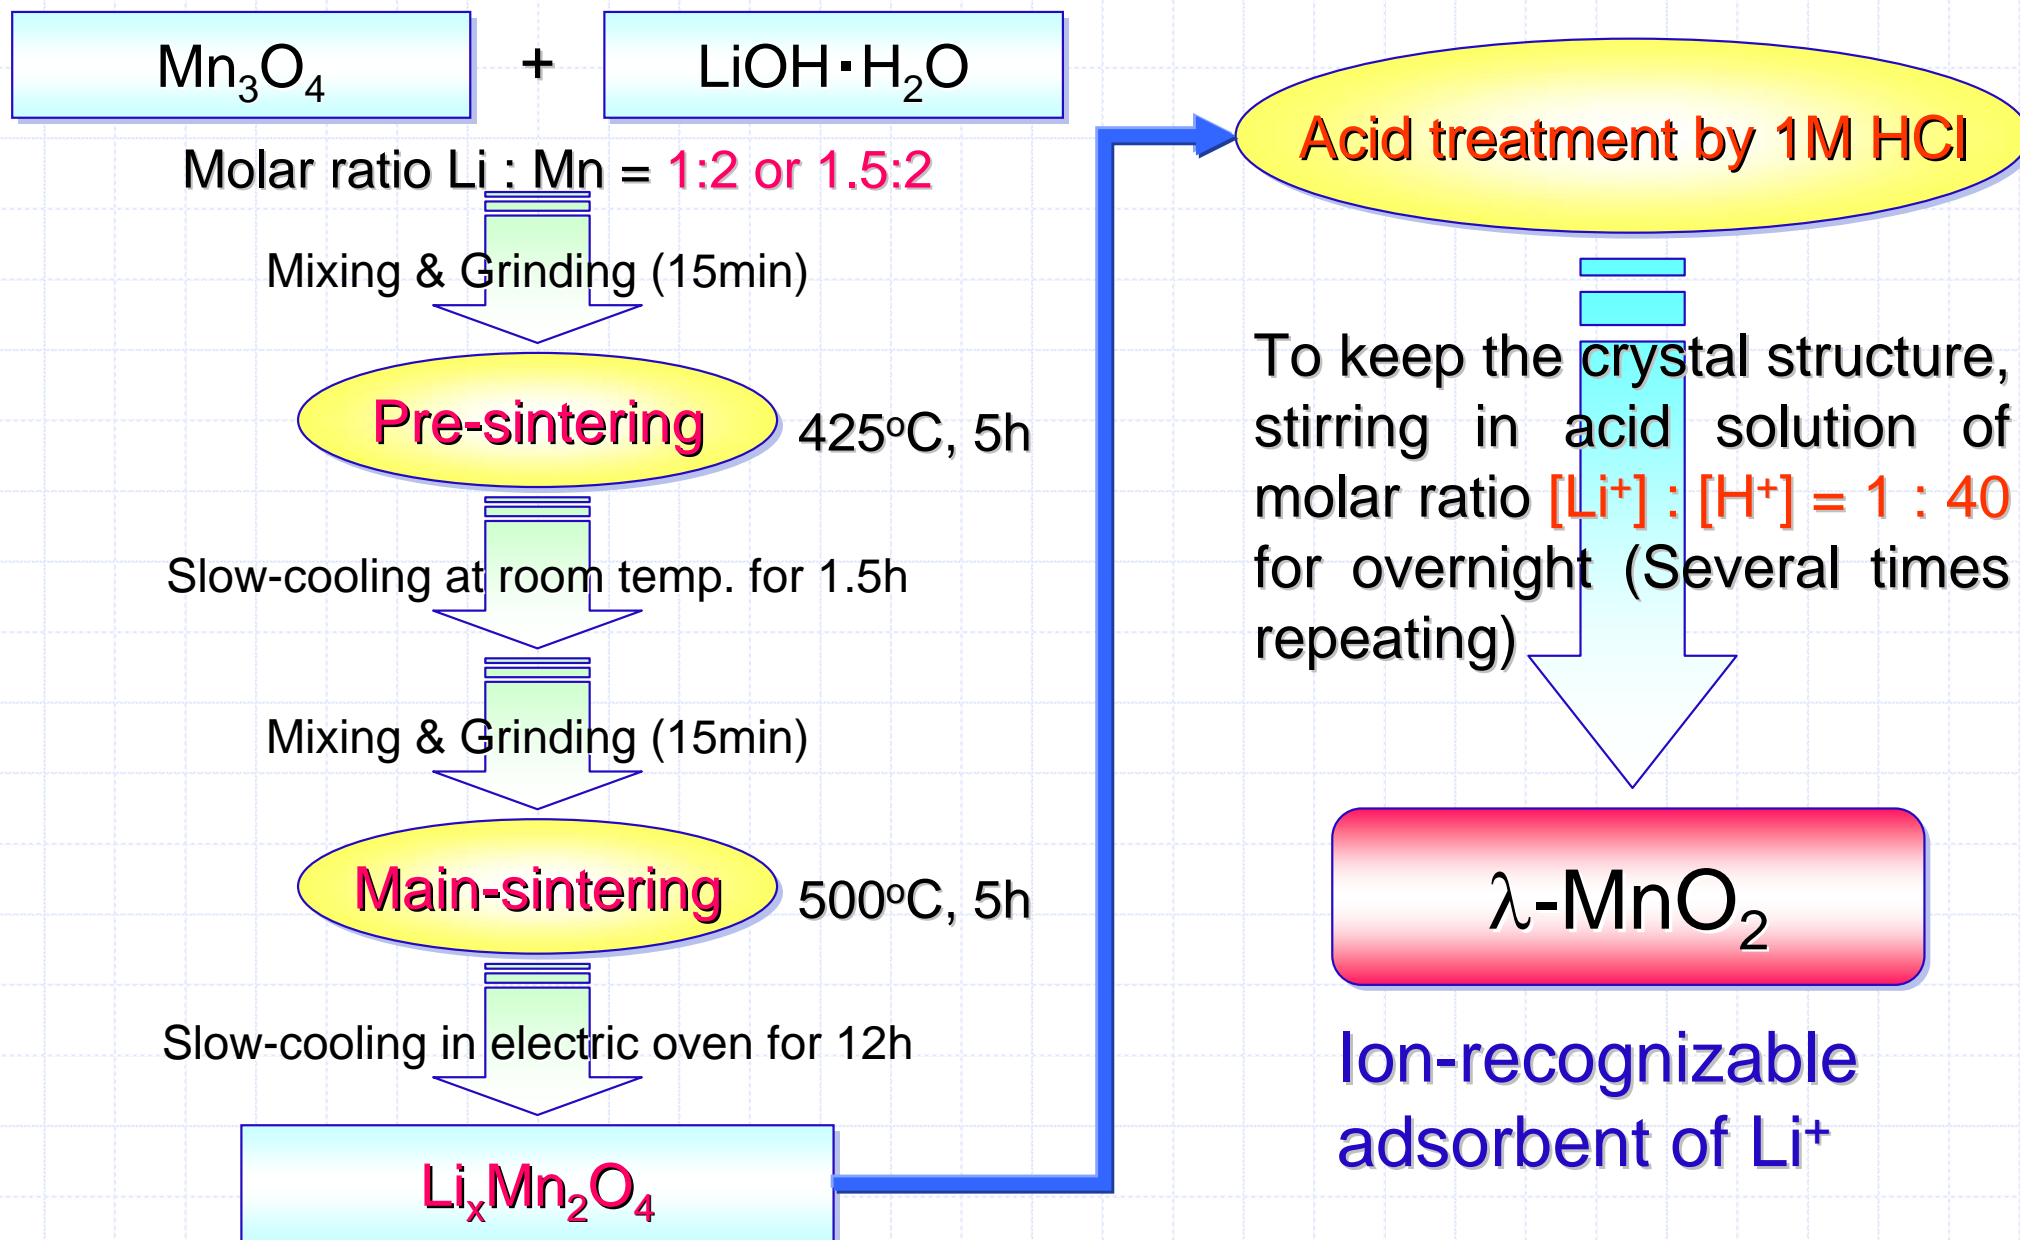 Mn₃O₄ + LiOH·H₂O
Molar ratio Li : Mn = 1:2 or 1.5:2
Mixing & Grinding (15min)
Pre-sintering 425ᵒC, 5h
Slow-cooling at room temp. for 1.5h
Mixing & Grinding (15min)
Main-sintering 500ᵒC, 5h
Slow-cooling in electric oven for 12h
LiₓMn₂O₄
Acid treatment by 1M HCl
To keep the crystal structure,
stirring in acid solution of
molar ratio [Li⁺] : [H⁺] = 1 : 40
for overnight (Several times
repeating)
λ-MnO₂
Ion-recognizable
adsorbent of Li⁺